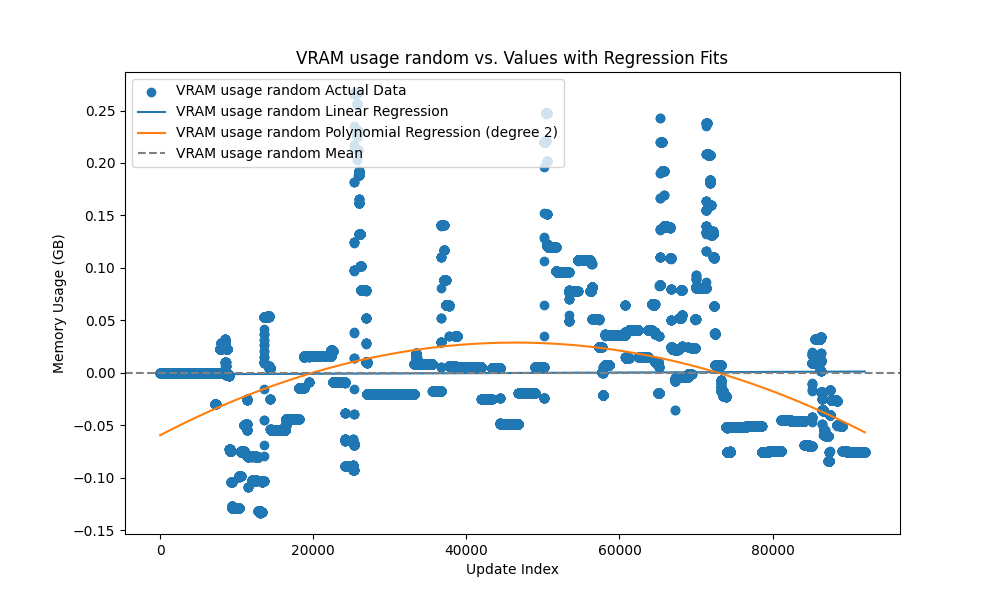 VRAM usage random vs. Values with Regression Fits
VRAM usage random Actual Data
VRAM usage random Linear Regression
VRAM usage random Polynomial Regression (degree 2)
VRAM usage random Mean
Memory Usage (GB)
0.25
0.20
0.15
0.10
0.05
0.00
−0.05
−0.10
−0.15
0 20000 40000 60000 80000
Update Index